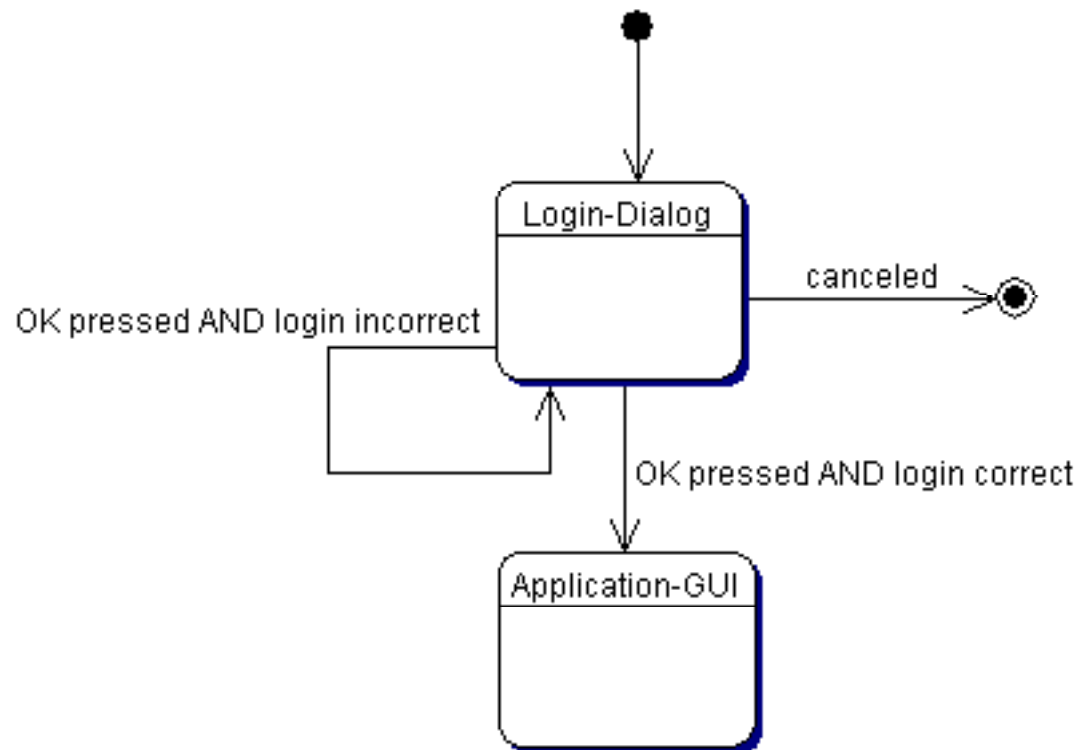 Login-Dialog
canceled
OK pressed AND login incorrect
OK pressed AND login correct
Application-GUI